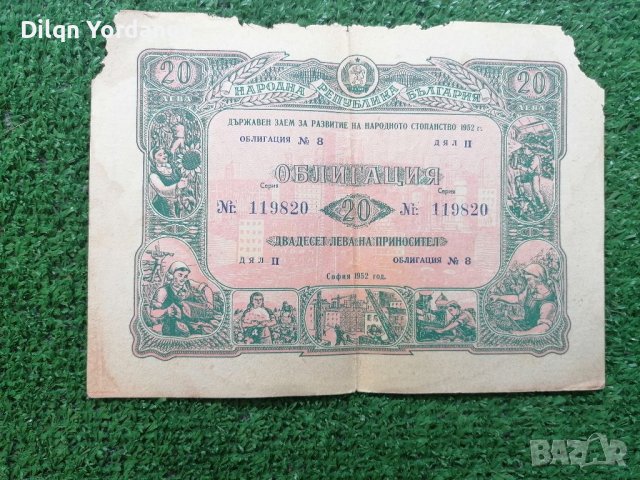 Dilqn Yordano
20 20
ЛЕВА ЛЕВА
НАРОДНА РЕПУБЛИКА БЪЛГАРИЯ
ДЪРЖАВЕН ЗАЕМ ЗА РАЗВИТИЕ НА НАРОДНОТО СТОПАНСТВО 1952 г.
ОБЛИГАЦИЯ № 8 ДЯЛ II
ОБЛИГАЦИЯ
Серия Серия
№: 119820 20 №: 119820
ДВАДЕСЕТ ЛЕВА НА ПРИНОСИТЕЛ
ДЯЛ II ОБЛИГАЦИЯ № 8
София 1952 год.
BAZAR